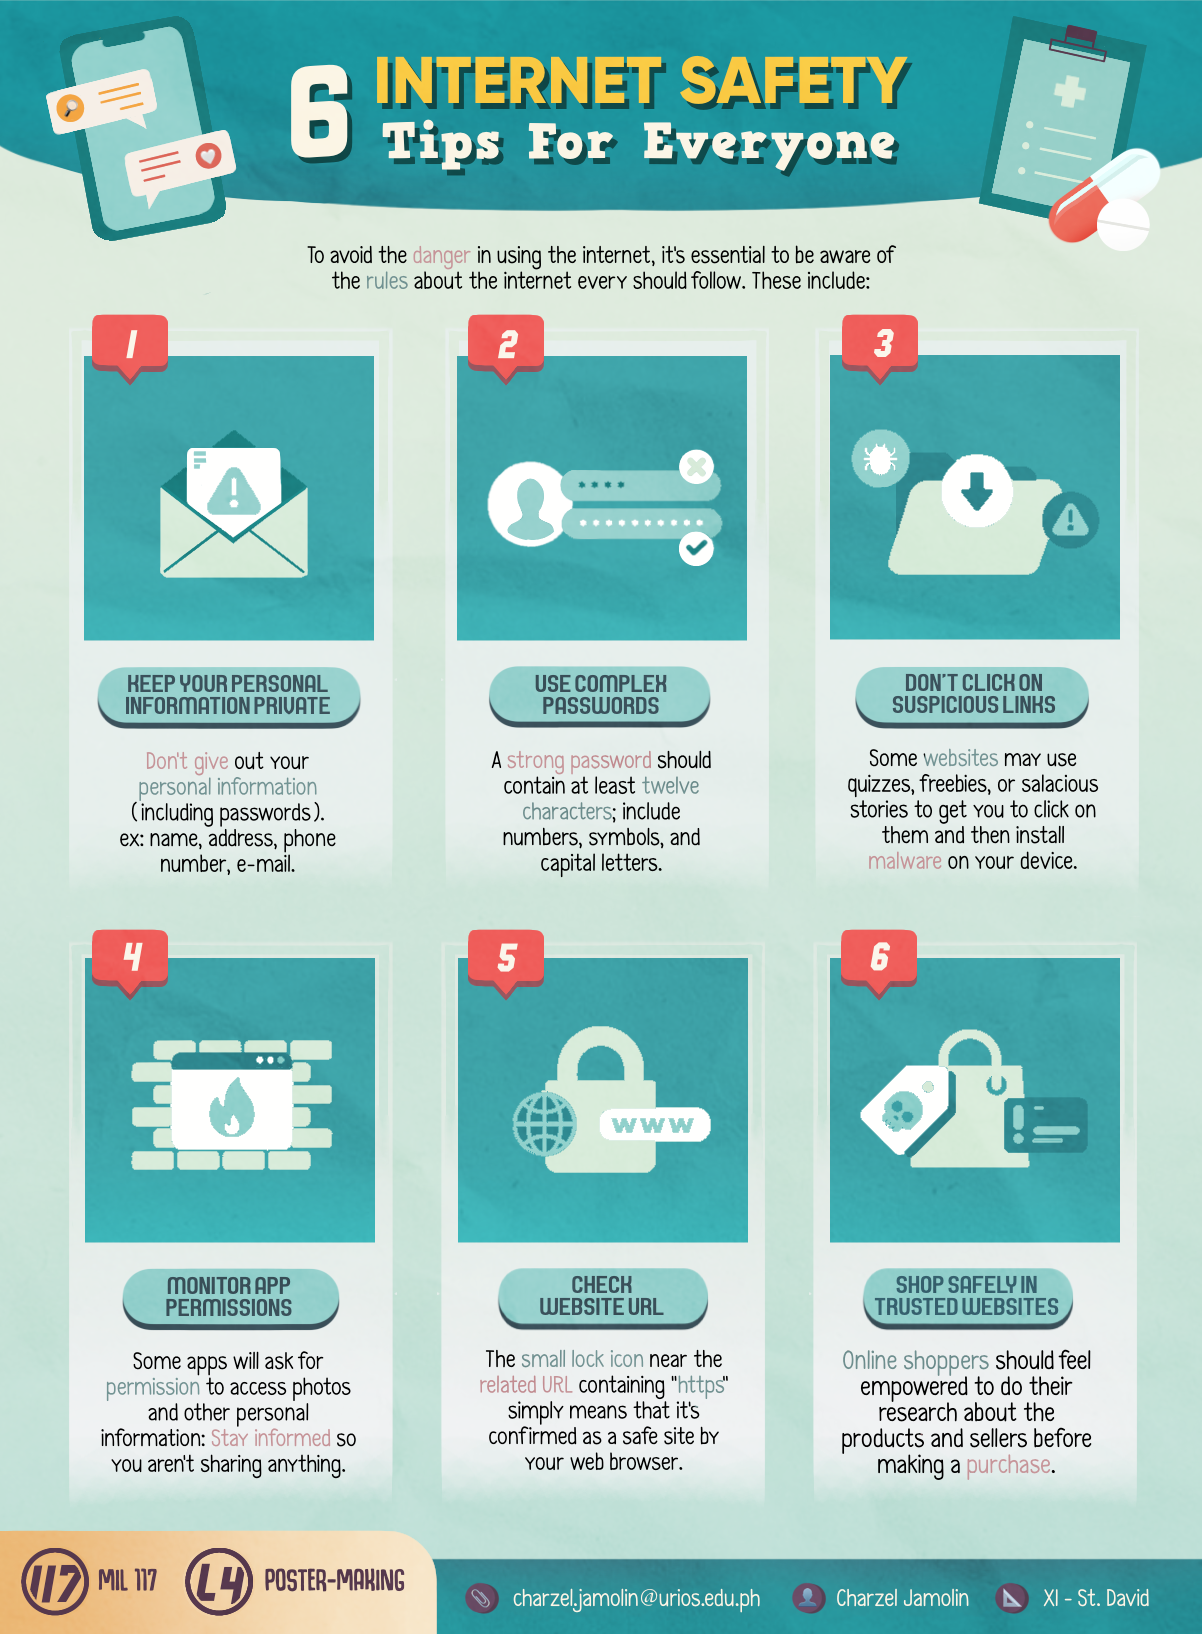 6 INTERNET SAFETY
Tips For Everyone
To avoid the danger in using the internet, it's essential to be aware of
the rules about the internet every should follow. These include:
1
KEEP YOUR PERSONAL
INFORMATION PRIVATE
Don't give out your
personal information
(including passwords).
ex: name, address, phone
number, e-mail.
2
USE COMPLEX
PASSWORDS
A strong password should
contain at least twelve
characters; include
numbers, symbols, and
capital letters.
3
DON'T CLICK ON
SUSPICIOUS LINKS
Some websites may use
quizzes, freebies, or salacious
stories to get you to click on
them and then install
malware on your device.
4
MONITOR APP
PERMISSIONS
Some apps will ask for
permission to access photos
and other personal
information: Stay informed so
you aren't sharing anything.
5
WWW
CHECK
WEBSITE URL
The small lock icon near the
related URL containing "https"
simply means that it's
confirmed as a safe site by
your web browser.
6
SHOP SAFELY IN
TRUSTED WEBSITES
Online shoppers should feel
empowered to do their
research about the
products and sellers before
making a purchase.
117 MIL 117
L4 POSTER-MAKING
charzel.jamolin@urios.edu.ph
Charzel Jamolin
XI - St. David